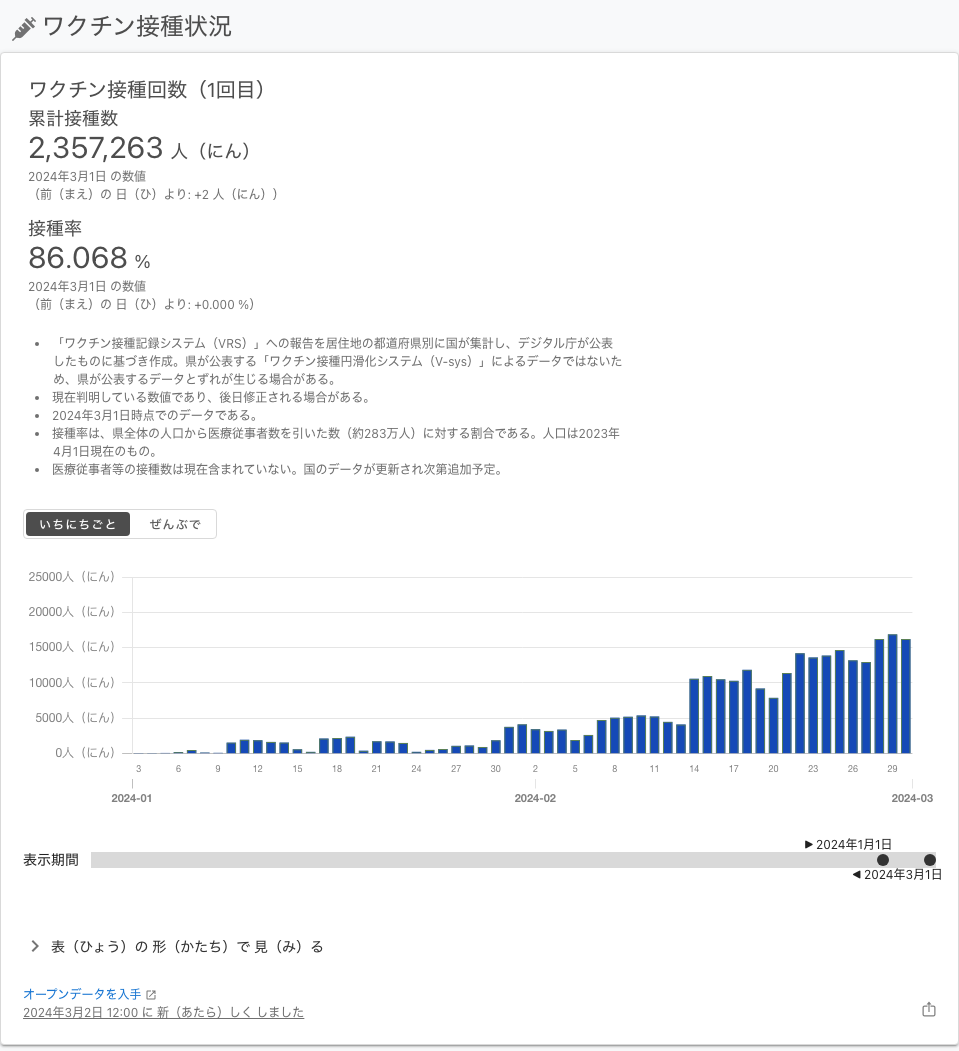 ワクチン接種状況
ワクチン接種回数（1回目）
累計接種数
2,357,263 人（にん）
2024年3月1日 の数値
（前（まえ）の 日（ひ）より: +2 人（にん））
接種率
86.068 %
2024年3月1日 の数値
（前（まえ）の 日（ひ）より: +0.000 %）
• 「ワクチン接種記録システム（VRS）」への報告を居住地の都道府県別に国が集計し、デジタル庁が公表
したものに基づき作成。県が公表する「ワクチン接種円滑化システム（V-sys）」によるデータではないた
め、県が公表するデータとずれが生じる場合がある。
• 現在判明している数値であり、後日修正される場合がある。
• 2024年3月1日時点でのデータである。
• 接種率は、県全体の人口から医療従事者数を引いた数（約283万人）に対する割合である。人口は2023年
4月1日現在のもの。
• 医療従事者等の接種数は現在含まれていない。国のデータが更新され次第追加予定。
いちにちごと ぜんぶで
25000人（にん）
20000人（にん）
15000人（にん）
10000人（にん）
5000人（にん）
0人（にん）
3 6 9 12 15 18 21 24 27 30 2 5 8 11 14 17 20 23 26 29
2024-01 2024-02 2024-03
▶ 2024年1月1日
表示期間
◀ 2024年3月1日
表（ひょう）の 形（かたち）で 見（み）る
オープンデータを入手
2024年3月2日 12:00 に 新（あたら）しく しました